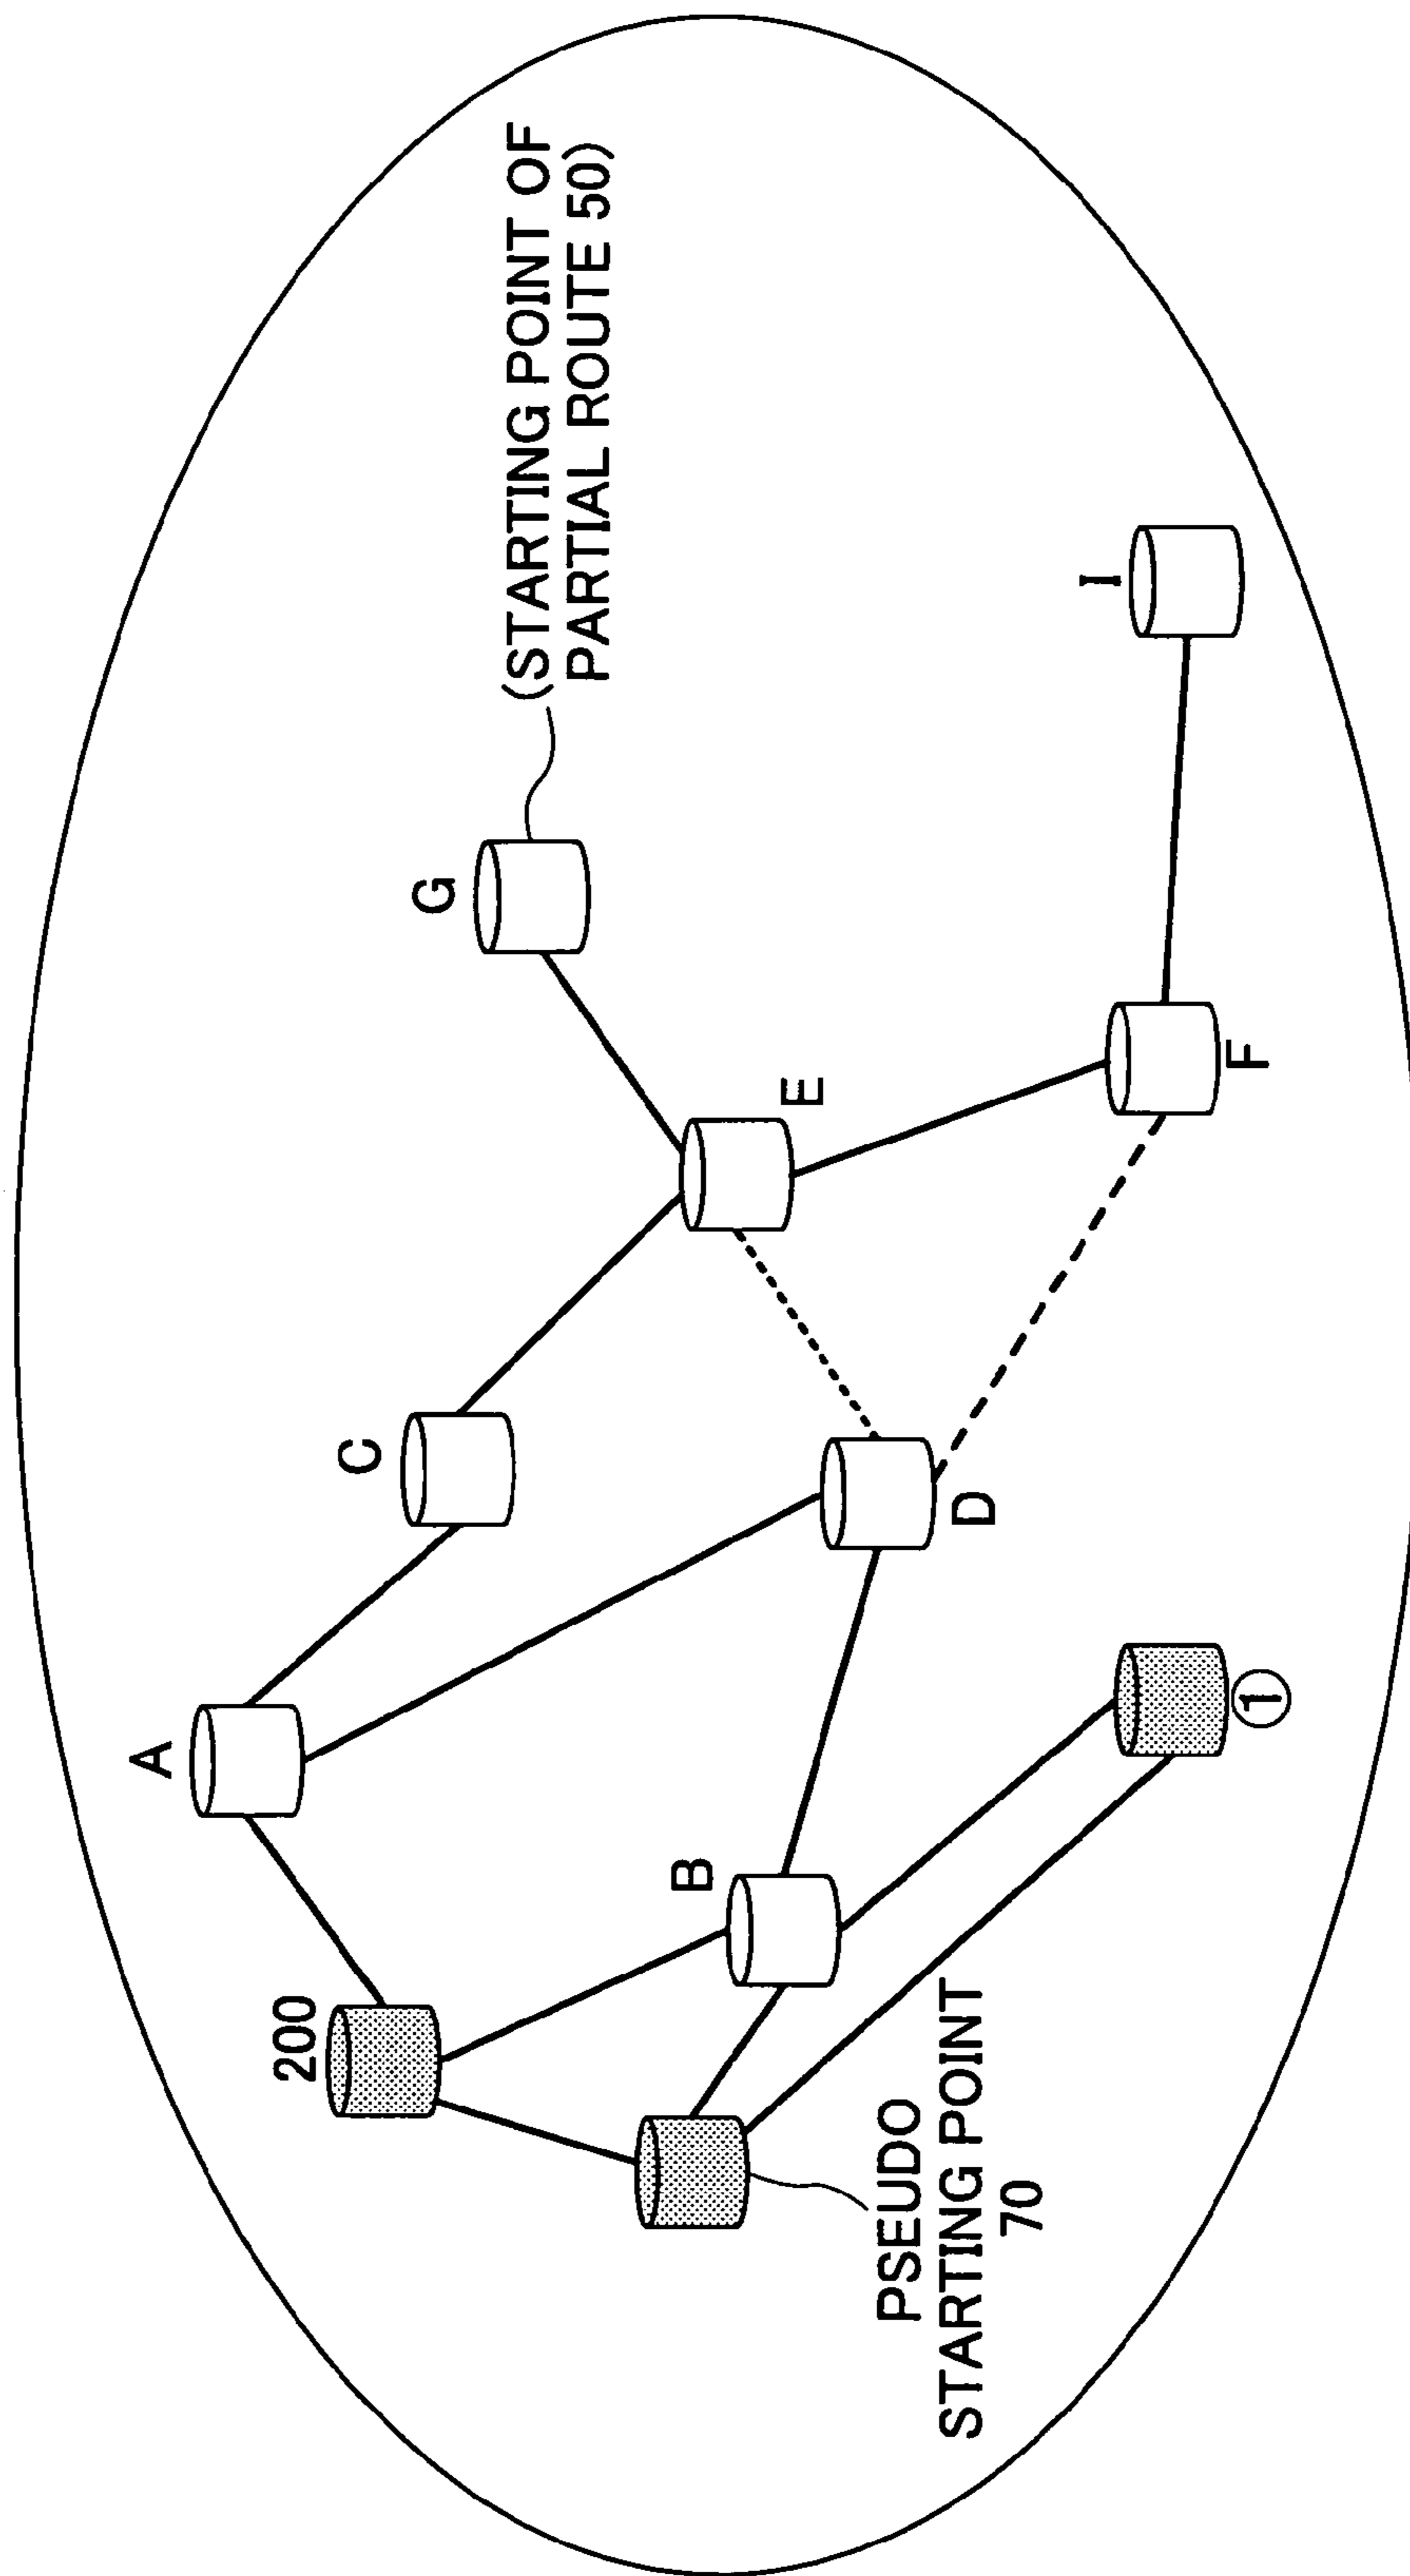 200
A
C
G
(STARTING POINT OF
PARTIAL ROUTE 50)
B
E
PSEUDO
STARTING POINT
70
D
I
①
F